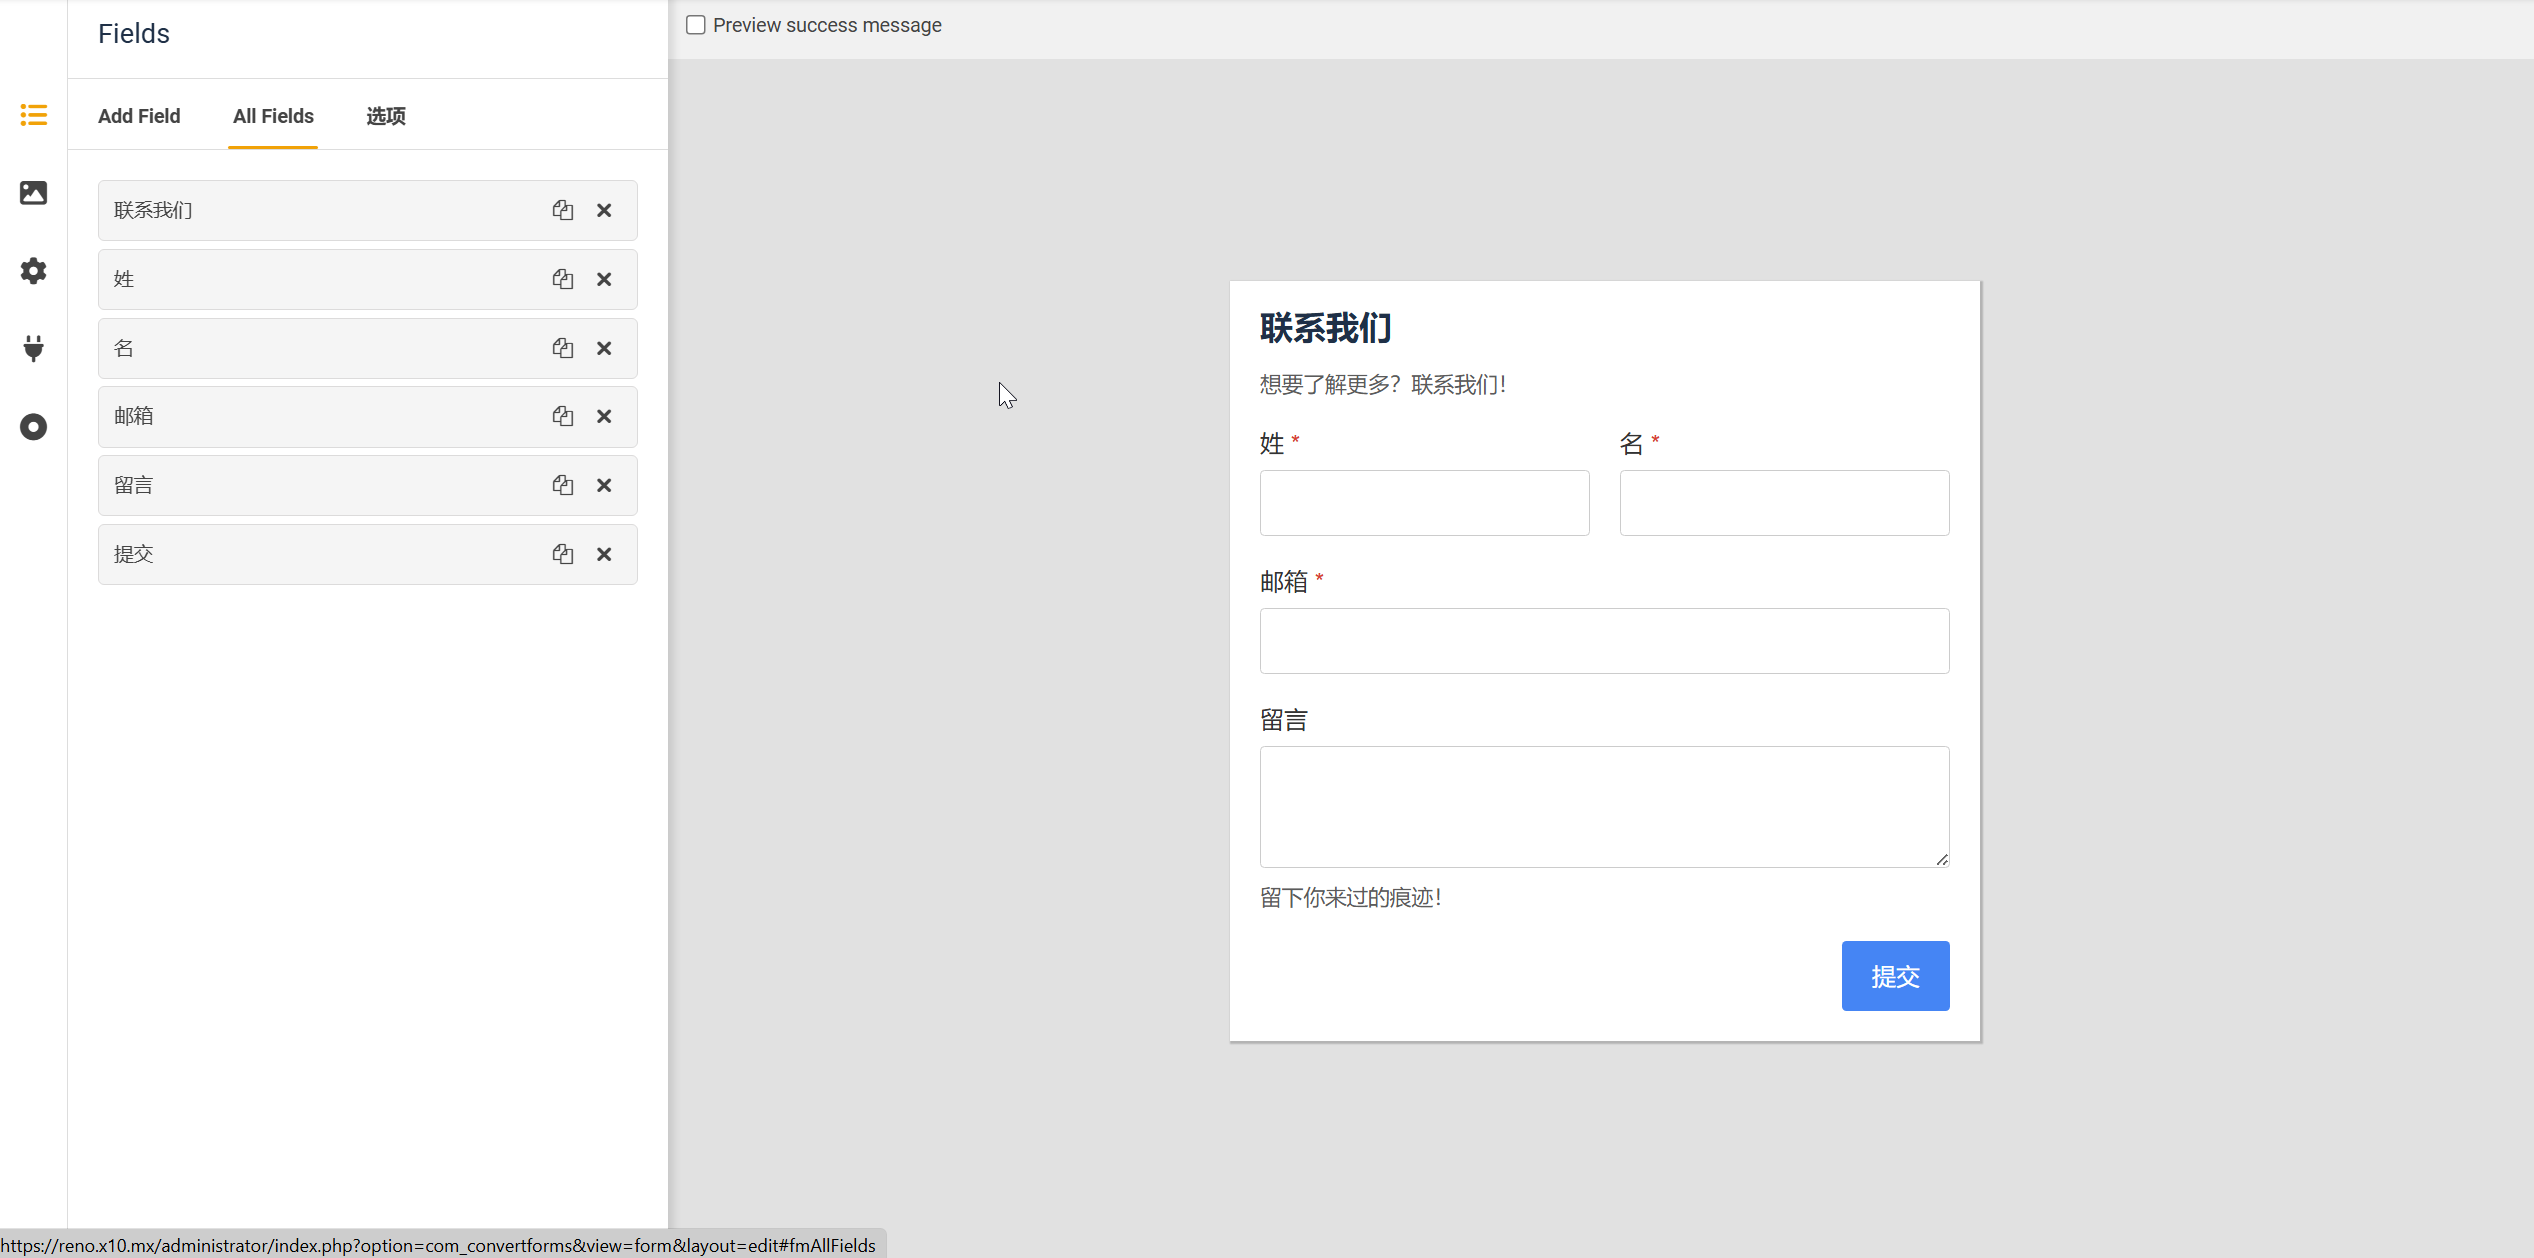 Fields
Add Field
All Fields
选项
联系我们
姓
名
邮箱
留言
提交
Preview success message
联系我们
想要了解更多？联系我们！
姓 *
名 *
邮箱 *
留言
留下你来过的痕迹！
提交
https://reno.x10.mx/administrator/index.php?option=com_convertforms&view=form&layout=edit#fmAllFields